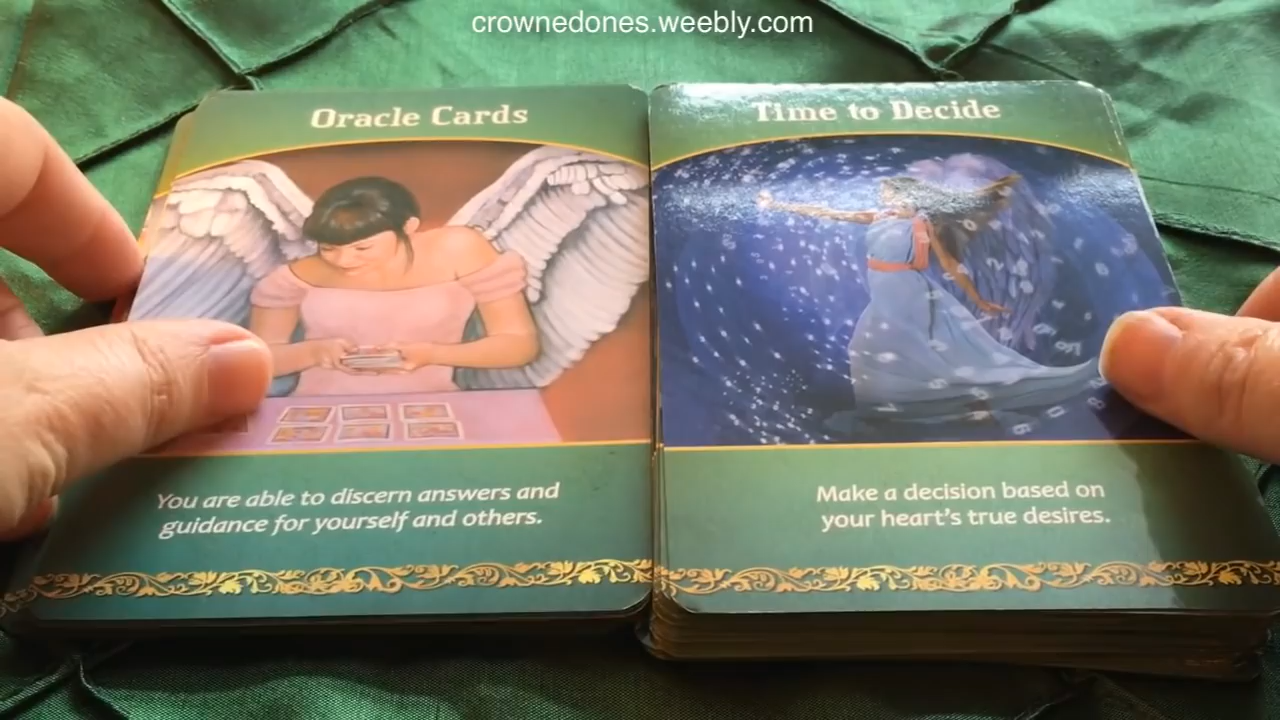 crownedones.weebly.com
Oracle Cards
Time to Decide
You are able to discern answers and
guidance for yourself and others.
Make a decision based on
your heart's true desires.